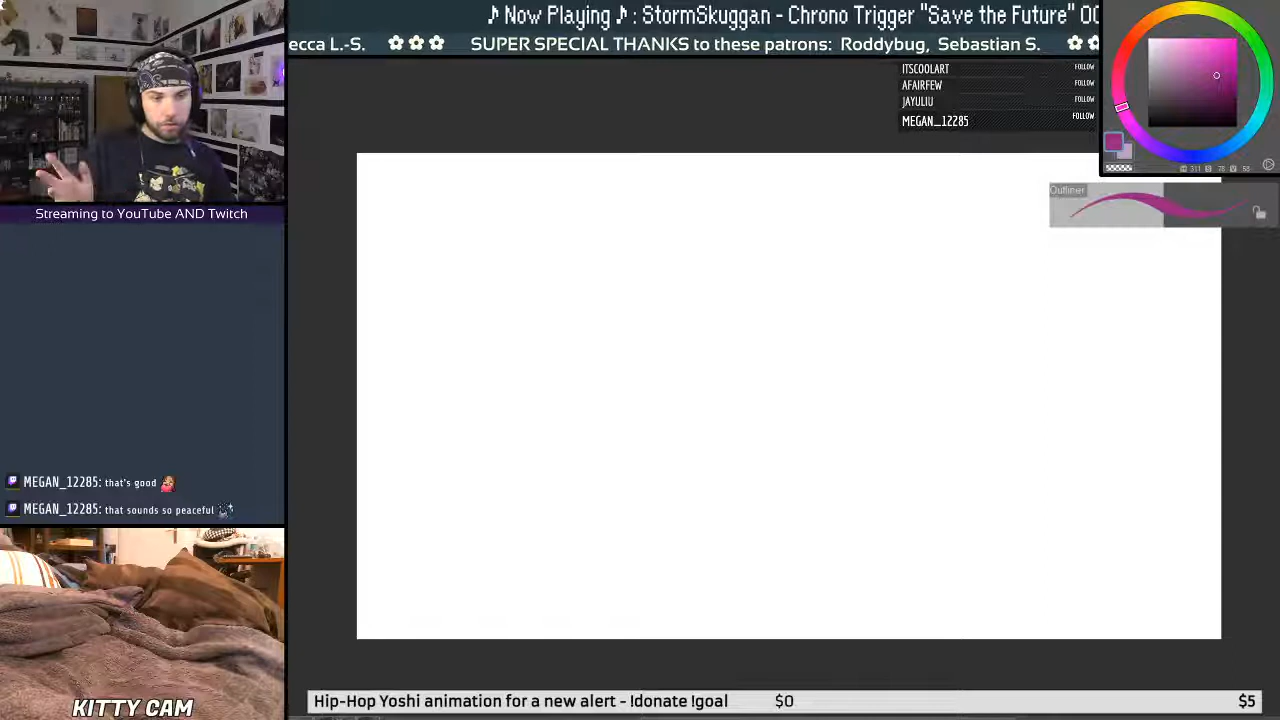 ♪ Now Playing ♪ : StormSkuggan - Chrono Trigger "Save the Future" OC
ecca L.-S. ✿ ✿ ✿ SUPER SPECIAL THANKS to these patrons: Roddybug, Sebastian S. ✿
ITSCOOLART FOLLOW
AFAIRFEW FOLLOW
JAYULIU FOLLOW
MEGAN_12285 FOLLOW
Outliner
Streaming to YouTube AND Twitch
MEGAN_12285: that's good
MEGAN_12285: that sounds so peaceful
KITTY CAM
Hip-Hop Yoshi animation for a new alert - !donate !goal $0 $5